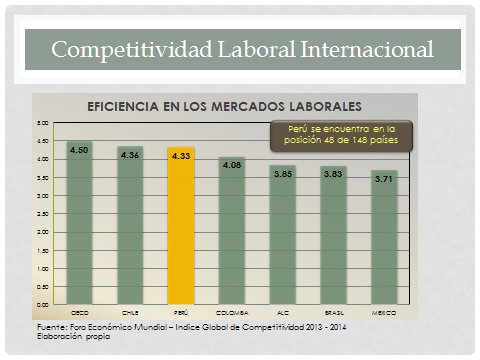 Competitividad Laboral Internacional
EFICIENCIA EN LOS MERCADOS LABORALES
Perú se encuentra en la
posición 48 de 148 países
5.00
4.50
4.00
3.50
3.00
2.50
2.00
1.50
1.00
0.50
0.00
4.50
4.36
4.33
4.08
3.85
3.83
3.71
OECD
CHILE
PERÚ
COLOMBIA
ALC
BRASIL
MEXICO
Fuente: Foro Económico Mundial – Indice Global de Competitividad 2013 - 2014
Elaboración propia